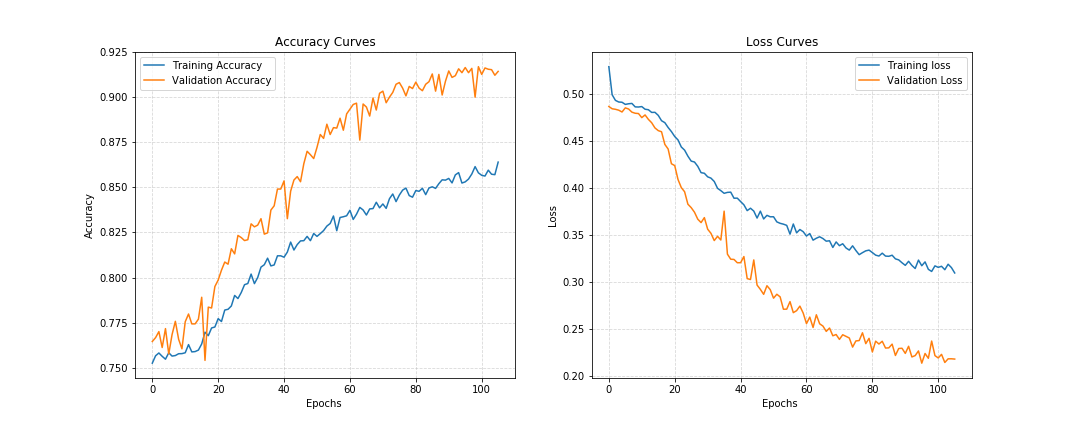 Accuracy Curves
0.925
0.900
0.875
0.850
0.825
0.800
0.775
0.750
Accuracy
Training Accuracy
Validation Accuracy
0 20 40 60 80 100
Epochs
Loss Curves
0.50
0.45
0.40
0.35
0.30
0.25
0.20
Loss
Training loss
Validation Loss
0 20 40 60 80 100
Epochs